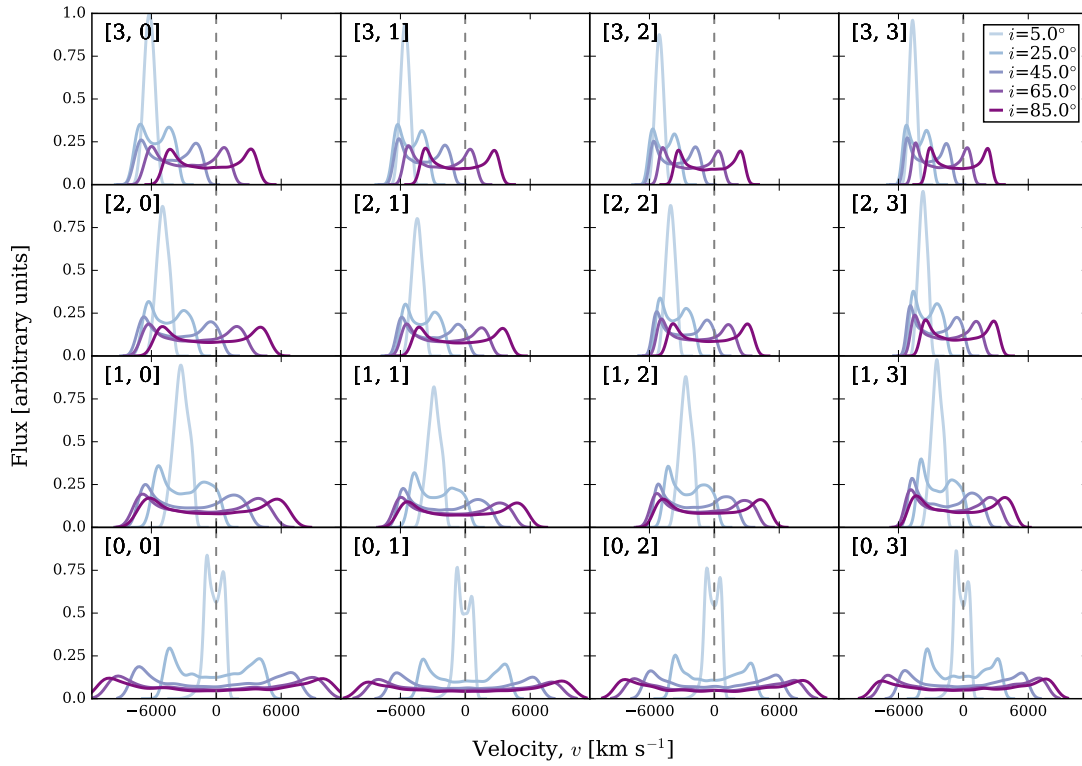 1.0
[3, 0] [3, 1] [3, 2] [3, 3]
i=5.0°
i=25.0°
i=45.0°
i=65.0°
i=85.0°
0.75
0.5
0.25
0.0
[2, 0] [2, 1] [2, 2] [2, 3]
0.75
0.5
0.25
0.0
[1, 0] [1, 1] [1, 2] [1, 3]
0.75
0.5
0.25
0.0
[0, 0] [0, 1] [0, 2] [0, 3]
0.75
0.5
0.25
0.0
Flux [arbitrary units]
−6000 0 6000 −6000 0 6000 −6000 0 6000 −6000 0 6000
Velocity, v [km s⁻¹]